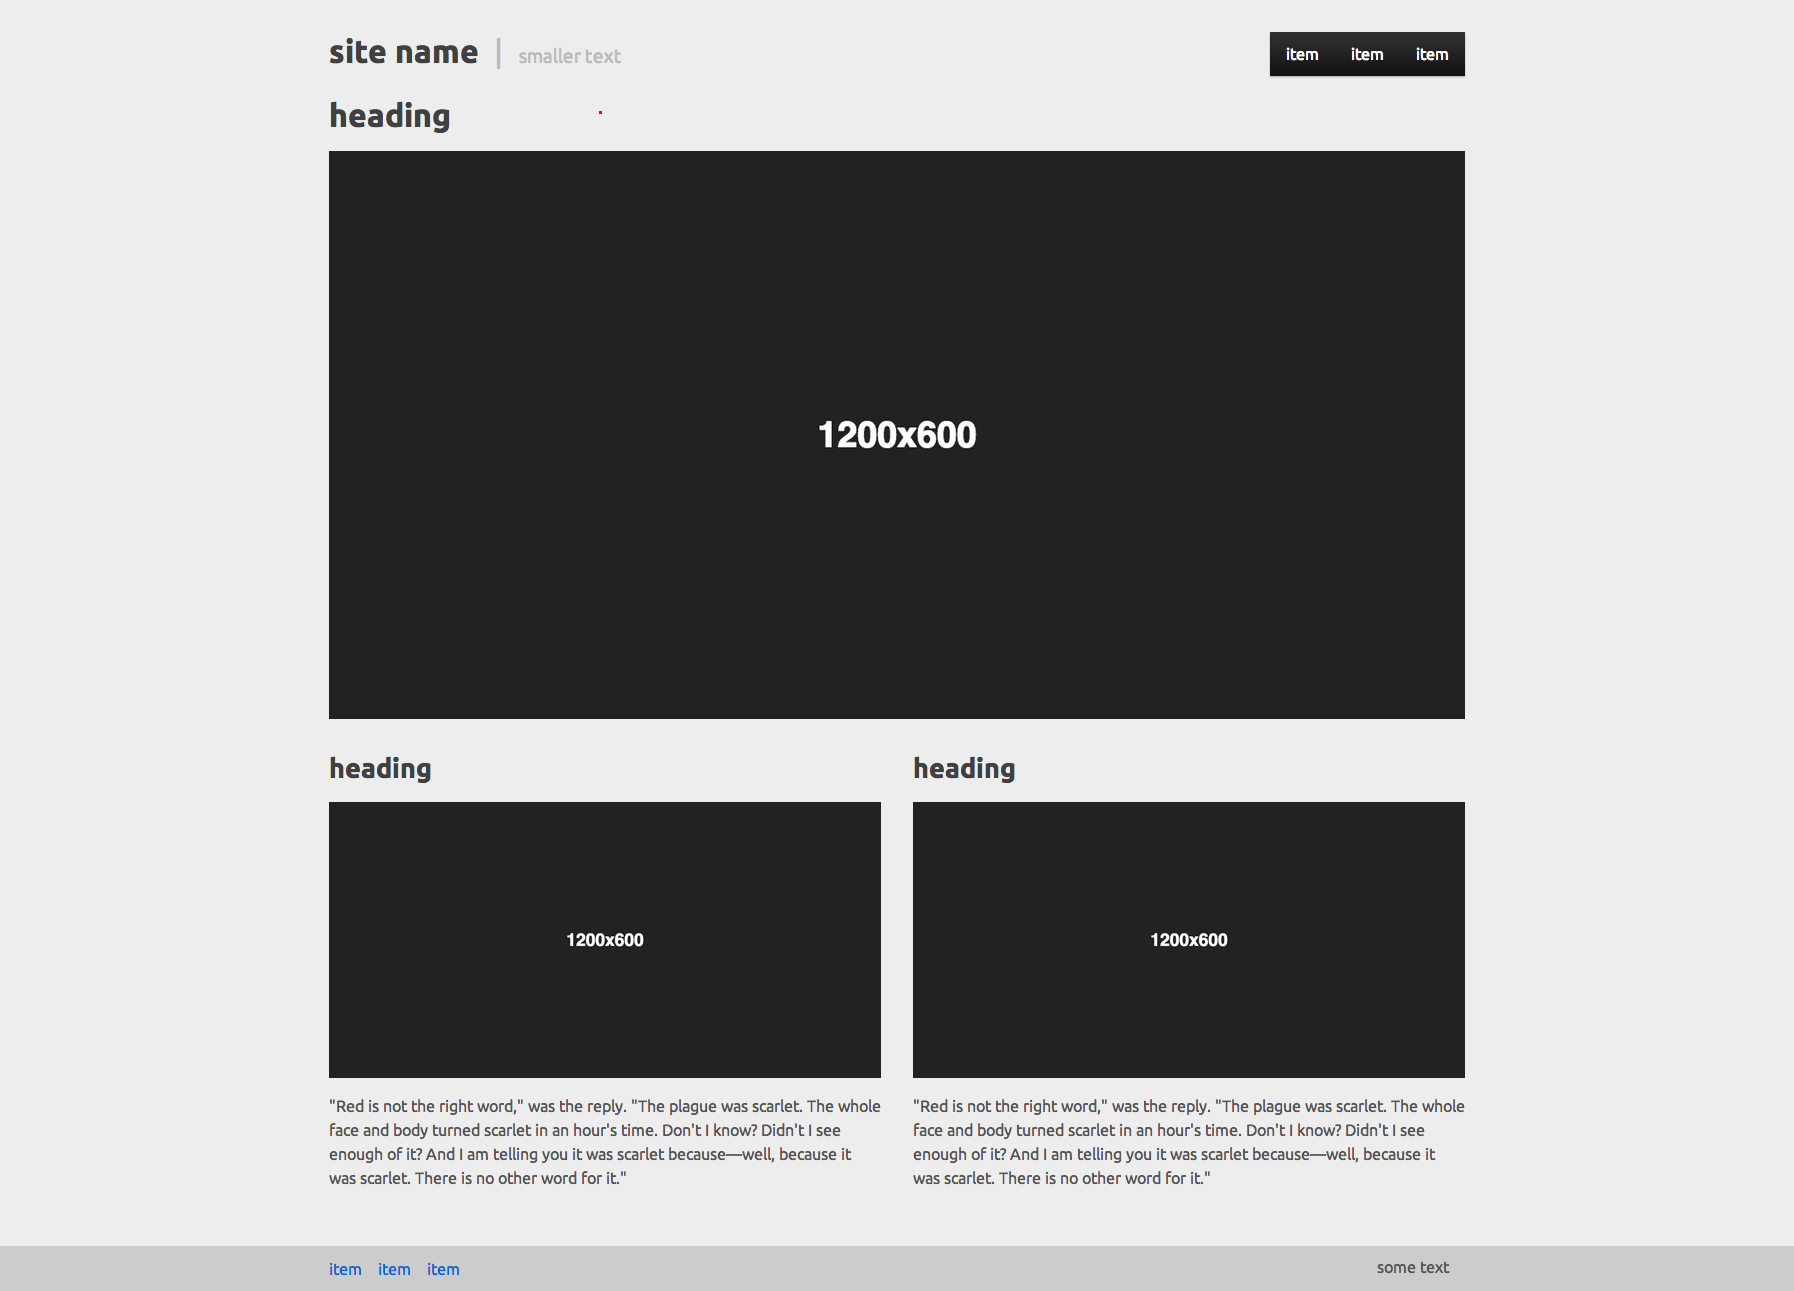 site name | smaller text
item item item
heading
1200x600
heading
1200x600
"Red is not the right word," was the reply. "The plague was scarlet. The whole
face and body turned scarlet in an hour's time. Don't I know? Didn't I see
enough of it? And I am telling you it was scarlet because—well, because it
was scarlet. There is no other word for it."
heading
1200x600
"Red is not the right word," was the reply. "The plague was scarlet. The whole
face and body turned scarlet in an hour's time. Don't I know? Didn't I see
enough of it? And I am telling you it was scarlet because—well, because it
was scarlet. There is no other word for it."
item item item
some text